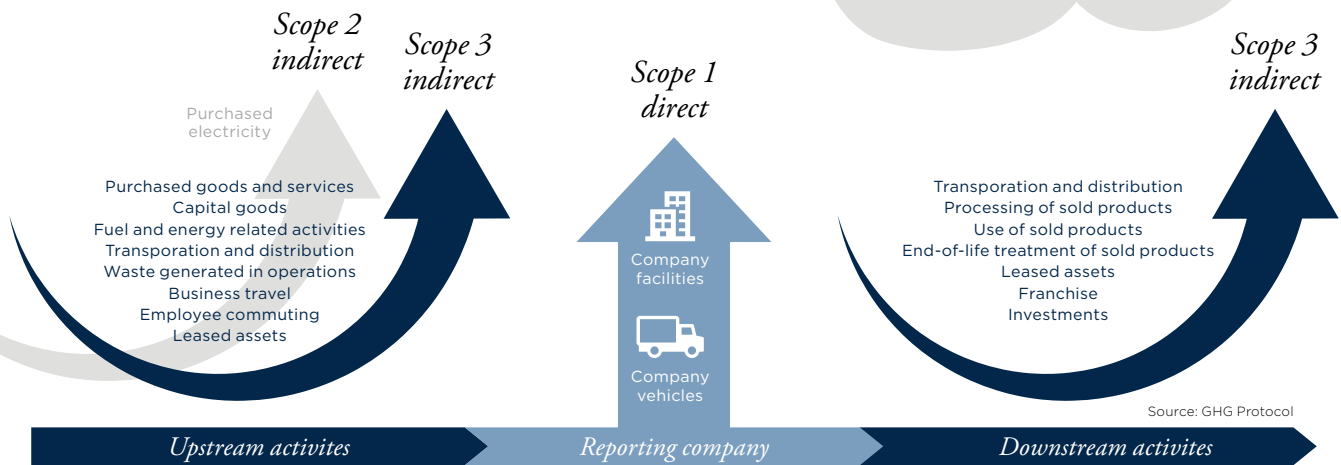 Scope 2
indirect
Scope 3
indirect
Scope 1
direct
Scope 3
indirect
Purchased
electricity
Purchased goods and services
Capital goods
Fuel and energy related activities
Transporation and distribution
Waste generated in operations
Business travel
Employee commuting
Leased assets
Company
facilities
Company
vehicles
Transporation and distribution
Processing of sold products
Use of sold products
End-of-life treatment of sold products
Leased assets
Franchise
Investments
Source: GHG Protocol
Upstream activites
Reporting company
Downstream activites